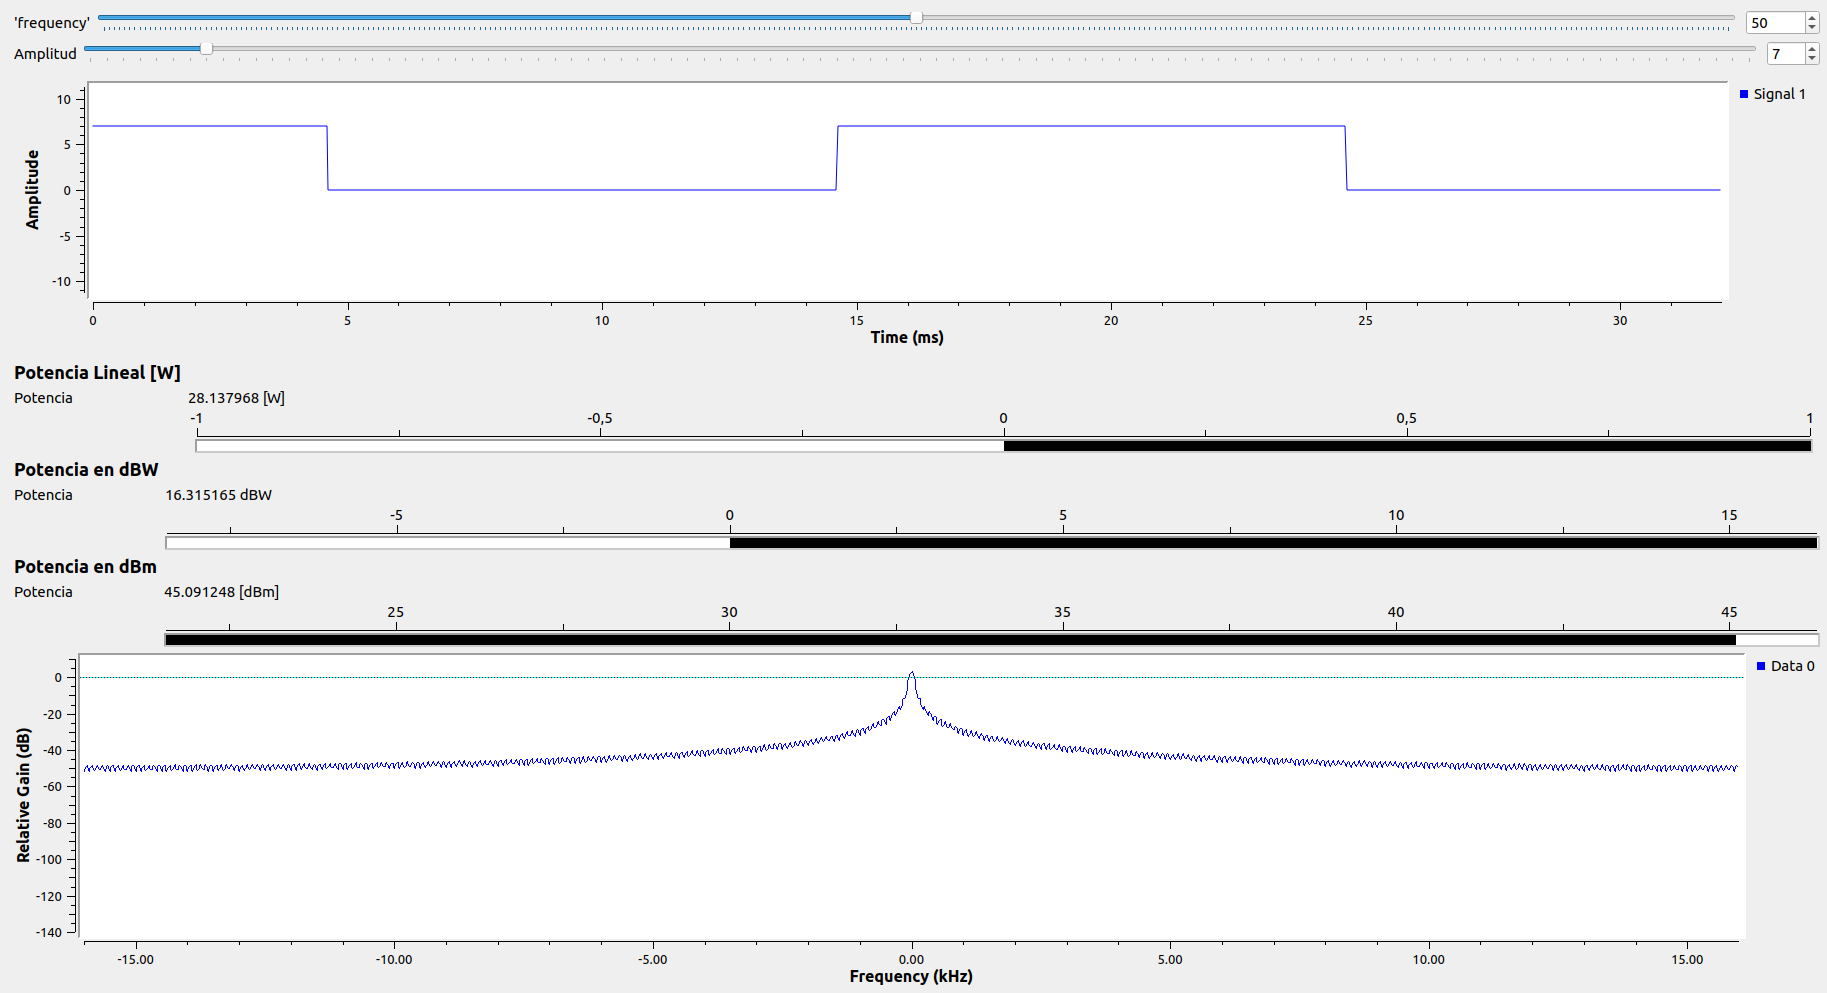 'frequency' 50
Amplitud 7
Signal 1
10
5
0
-5
-10
Amplitude
0 5 10 15 20 25 30
Time (ms)
Potencia Lineal [W]
Potencia 28.137968 [W]
-1 -0,5 0 0,5 1
Potencia en dBW
Potencia 16.315165 dBW
-5 0 5 10 15
Potencia en dBm
Potencia 45.091248 [dBm]
25 30 35 40 45
Data 0
0
-20
-40
-60
-80
-100
-120
-140
Relative Gain (dB)
-15.00 -10.00 -5.00 0.00 5.00 10.00 15.00
Frequency (kHz)